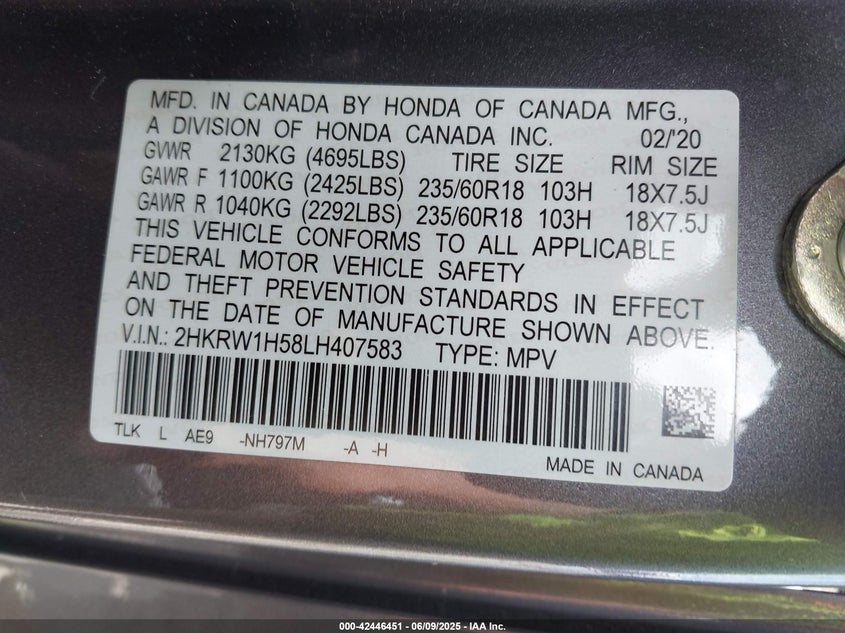 MFD. IN CANADA BY HONDA OF CANADA MFG.,
A DIVISION OF HONDA CANADA INC. 02/'20
GVWR 2130KG (4695LBS) TIRE SIZE RIM SIZE
GAWR F 1100KG (2425LBS) 235/60R18 103H 18X7.5J
GAWR R 1040KG (2292LBS) 235/60R18 103H 18X7.5J
THIS VEHICLE CONFORMS TO ALL APPLICABLE
FEDERAL MOTOR VEHICLE SAFETY
AND THEFT PREVENTION STANDARDS IN EFFECT
ON THE DATE OF MANUFACTURE SHOWN ABOVE.
V.I.N.: 2HKRW1H58LH407583 TYPE: MPV
TLK L AE9 -NH797M -A -H
MADE IN CANADA
000-42446451 - 06/09/2025 - IAA Inc.